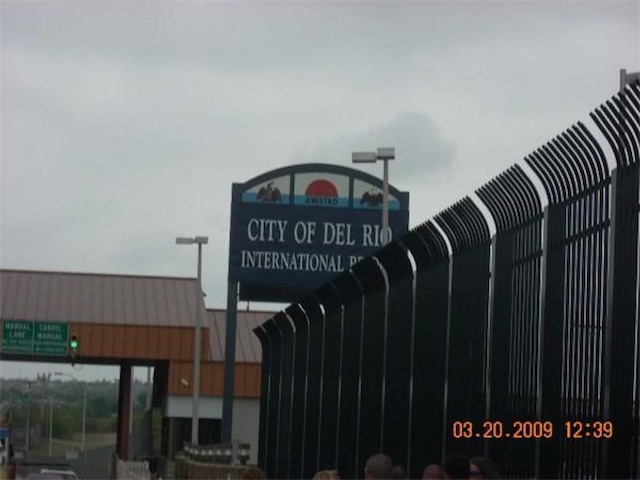 AMISTAD
CITY OF DEL RIO
INTERNATIONAL
MANUAL
LANE
CARRIL
MANUAL
03.20.2009 12:39